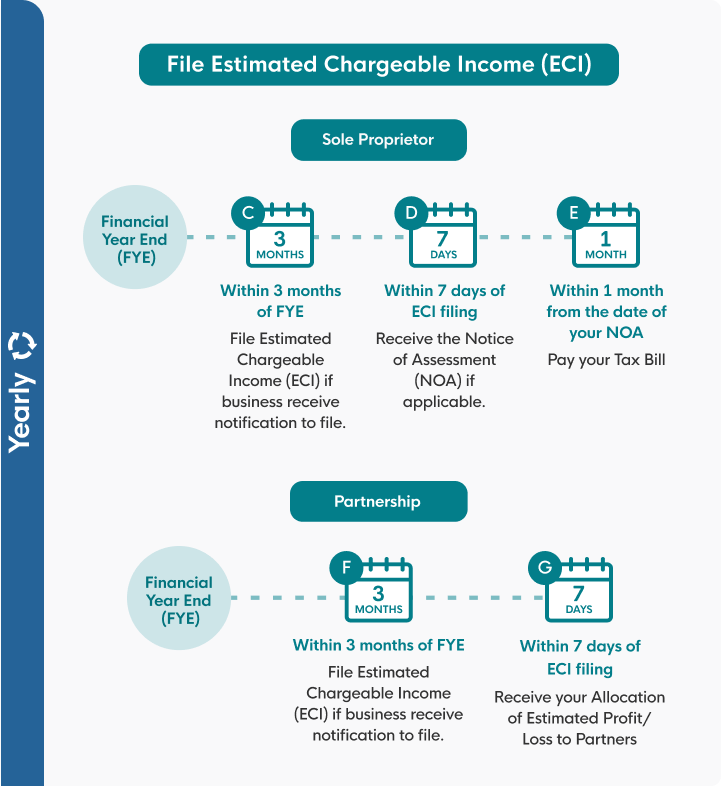 Yearly
File Estimated Chargeable Income (ECI)
Sole Proprietor
Financial
Year End
(FYE)
C
3
MONTHS
Within 3 months
of FYE
File Estimated
Chargeable
Income (ECI) if
business receive
notification to file.
D
7
DAYS
Within 7 days of
ECI filing
Receive the Notice
of Assessment
(NOA) if
applicable.
E
1
MONTH
Within 1 month
from the date of
your NOA
Pay your Tax Bill
Partnership
Financial
Year End
(FYE)
F
3
MONTHS
Within 3 months of FYE
File Estimated
Chargeable Income
(ECI) if business receive
notification to file.
G
7
DAYS
Within 7 days of
ECI filing
Receive your Allocation
of Estimated Profit/
Loss to Partners